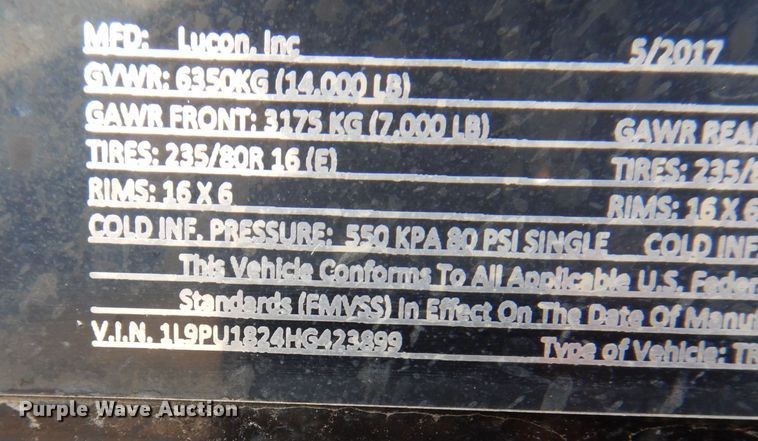 MFD: Lucon, Inc 5/2017
GVWR: 6350KG (14,000 LB)
GAWR FRONT: 3175 KG (7,000 LB) GAWR REAR
TIRES: 235/80R 16 (E) TIRES: 235/8
RIMS: 16 X 6 RIMS: 16 X 6
COLD INF. PRESSURE: 550 KPA 80 PSI SINGLE COLD INF
This Vehicle Conforms To All Applicable U.S. Feder
Standards (FMVSS) In Effect On The Date Of Manuf
V.I.N. 1L9PU1824HG423899 Type of Vehicle: TR
Purple Wave Auction